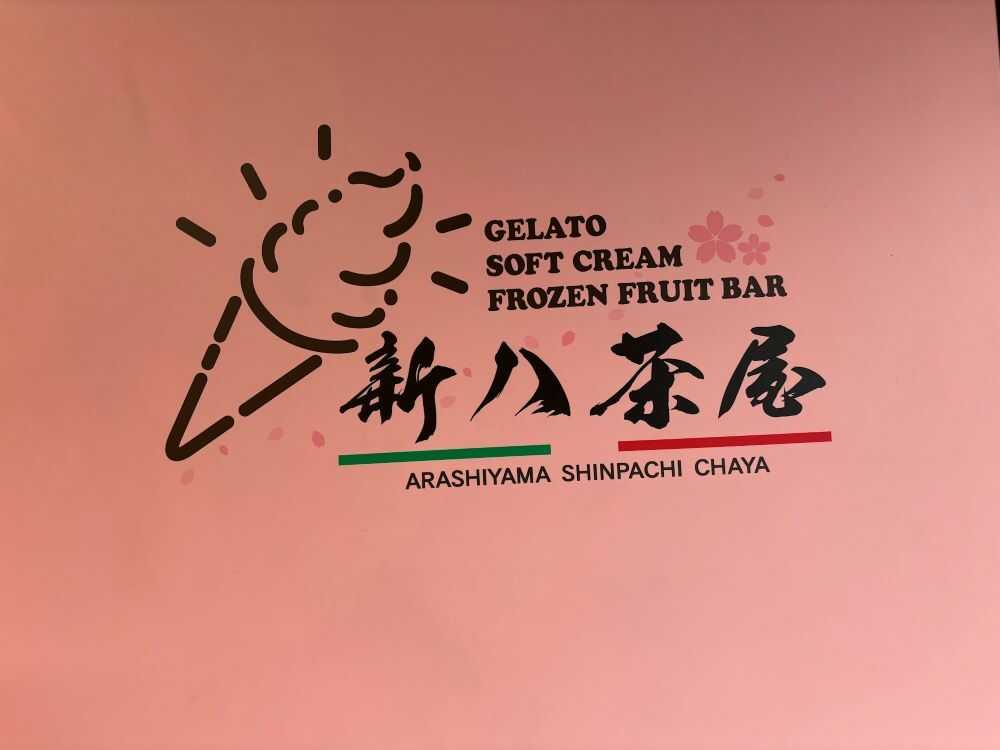 GELATO
SOFT CREAM
FROZEN FRUIT BAR
新八茶屋
ARASHIYAMA SHINPACHI CHAYA